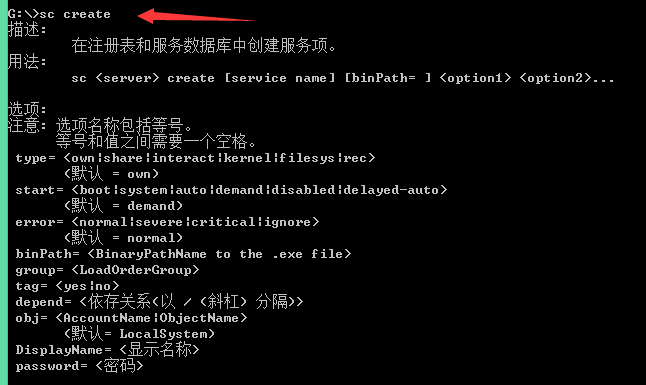 G:\>sc create
描述:
在注册表和服务数据库中创建服务项。
用法:
sc <server> create [service name] [binPath= ] <option1> <option2>...
选项:
注意: 选项名称包括等号。
等号和值之间需要一个空格。
type= <own¦share¦interact¦kernel¦filesys¦rec>
(默认 = own)
start= <boot¦system¦auto¦demand¦disabled¦delayed-auto>
(默认 = demand)
error= <normal¦severe¦critical¦ignore>
(默认 = normal)
binPath= <BinaryPathName to the .exe file>
group= <LoadOrderGroup>
tag= <yes¦no>
depend= <依存关系(以 / (斜杠) 分隔)>
obj= <AccountName¦ObjectName>
(默认= LocalSystem)
DisplayName= <显示名称>
password= <密码>